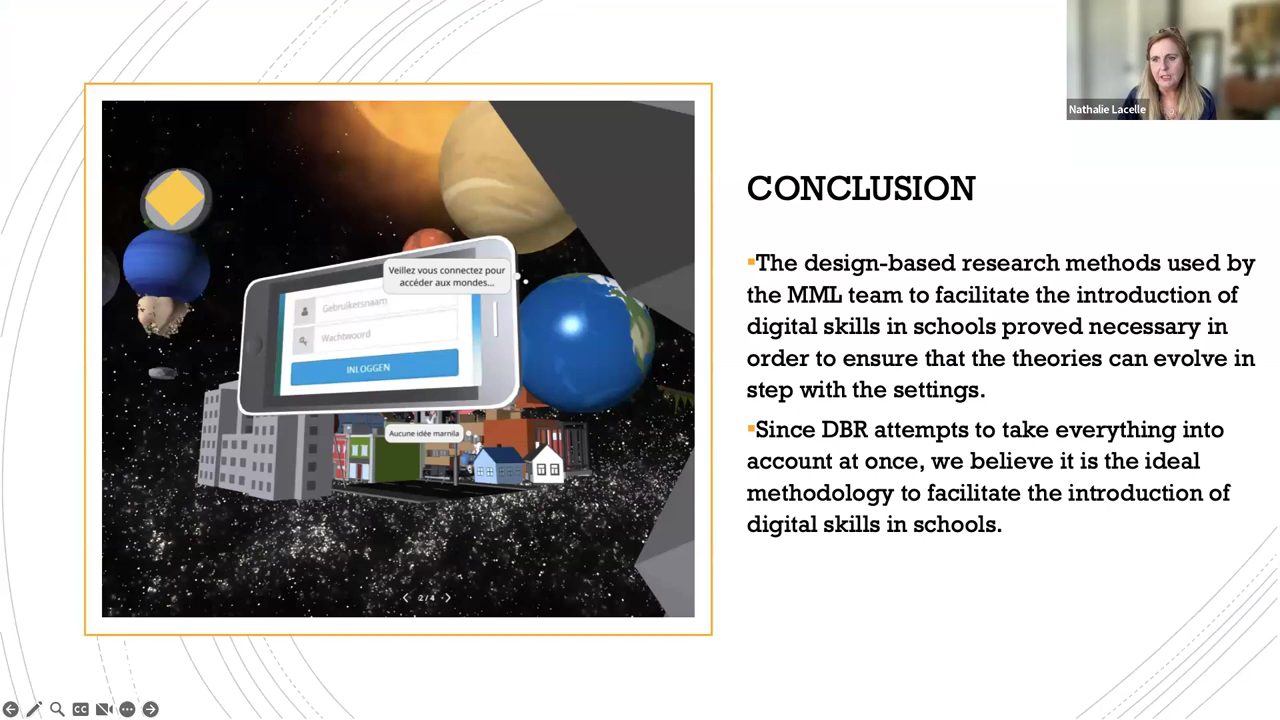 Nathalie Lacelle
Veillez vous connectez pour
accéder aux mondes...
Gebruikersnaam
Wachtwoord
INLOGGEN
Aucune idée marnila
2/4
CONCLUSION
The design-based research methods used by
the MML team to facilitate the introduction of
digital skills in schools proved necessary in
order to ensure that the theories can evolve in
step with the settings.
Since DBR attempts to take everything into
account at once, we believe it is the ideal
methodology to facilitate the introduction of
digital skills in schools.
CC